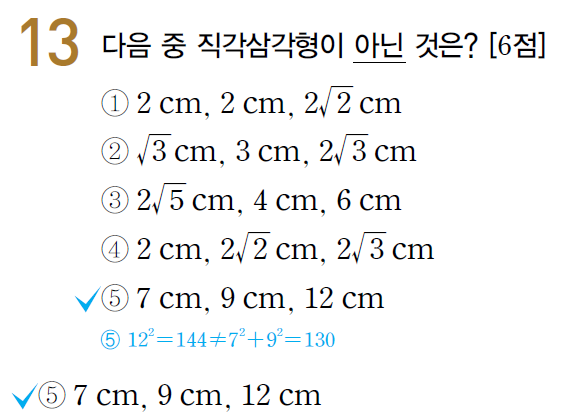 13 다음 중 직각삼각형이 아닌 것은? [6점]
① 2 cm, 2 cm, 2√2 cm
② √3 cm, 3 cm, 2√3 cm
③ 2√5 cm, 4 cm, 6 cm
④ 2 cm, 2√2 cm, 2√3 cm
⑤ 7 cm, 9 cm, 12 cm
⑤ 12²=144≠7²+9²=130
⑤ 7 cm, 9 cm, 12 cm